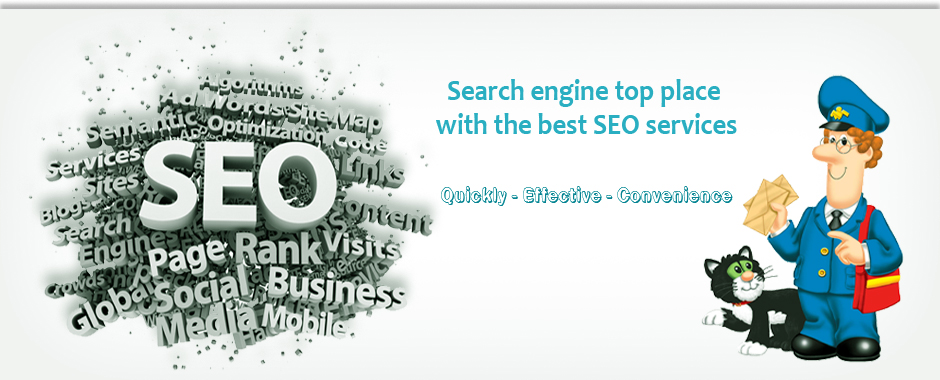 Algorithms
AdWords Site Map
Semantic Optimization Code
Services
Links
SEO
Sites
Blogs
Content
Search
Engines
Page Rank Visits
Crowds
Global Social Business
Media Mobile
Search engine top place
with the best SEO services
Quickly - Effective - Convenience